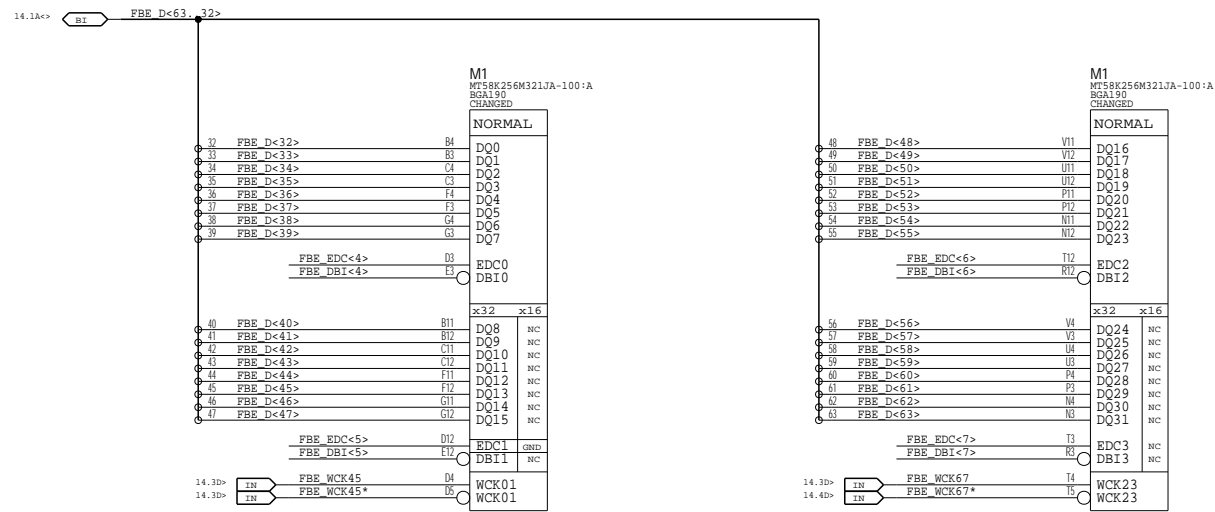 14.1A<> BI FBE_D<63..32>
M1
MT58K256M321JA-100:A
BGA190
CHANGED
NORMAL
32 FBE_D<32> B4 DQ0
33 FBE_D<33> B3 DQ1
34 FBE_D<34> C4 DQ2
35 FBE_D<35> C3 DQ3
36 FBE_D<36> F4 DQ4
37 FBE_D<37> F3 DQ5
38 FBE_D<38> G4 DQ6
39 FBE_D<39> G3 DQ7
FBE_EDC<4> D3 EDC0
FBE_DBI<4> E3 DBI0
x32 x16
40 FBE_D<40> B11 DQ8 NC
41 FBE_D<41> B12 DQ9 NC
42 FBE_D<42> C11 DQ10 NC
43 FBE_D<43> C12 DQ11 NC
44 FBE_D<44> F11 DQ12 NC
45 FBE_D<45> F12 DQ13 NC
46 FBE_D<46> G11 DQ14 NC
47 FBE_D<47> G12 DQ15 NC
FBE_EDC<5> D12 EDC1 GND
FBE_DBI<5> E12 DBI1 NC
14.3D> IN FBE_WCK45 D4 WCK01
14.3D> IN FBE_WCK45* D5 WCK01
M1
MT58K256M321JA-100:A
BGA190
CHANGED
NORMAL
48 FBE_D<48> V11 DQ16
49 FBE_D<49> V12 DQ17
50 FBE_D<50> U11 DQ18
51 FBE_D<51> U12 DQ19
52 FBE_D<52> P11 DQ20
53 FBE_D<53> P12 DQ21
54 FBE_D<54> N11 DQ22
55 FBE_D<55> N12 DQ23
FBE_EDC<6> T12 EDC2
FBE_DBI<6> R12 DBI2
x32 x16
56 FBE_D<56> V4 DQ24 NC
57 FBE_D<57> V3 DQ25 NC
58 FBE_D<58> U4 DQ26 NC
59 FBE_D<59> U3 DQ27 NC
60 FBE_D<60> P4 DQ28 NC
61 FBE_D<61> P3 DQ29 NC
62 FBE_D<62> N4 DQ30 NC
63 FBE_D<63> N3 DQ31 NC
FBE_EDC<7> T3 EDC3 NC
FBE_DBI<7> R3 DBI3 NC
14.3D> IN FBE_WCK67 T4 WCK23
14.4D> IN FBE_WCK67* T5 WCK23